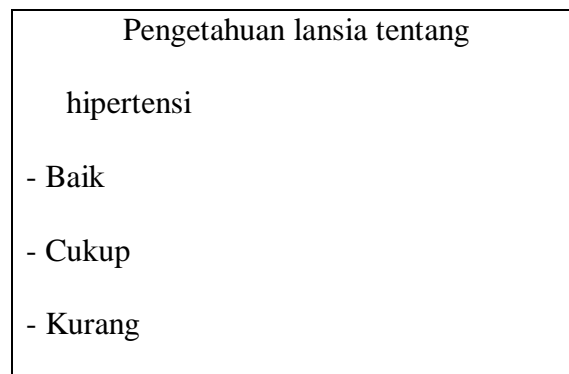 Pengetahuan lansia tentang
hipertensi
- Baik
- Cukup
- Kurang